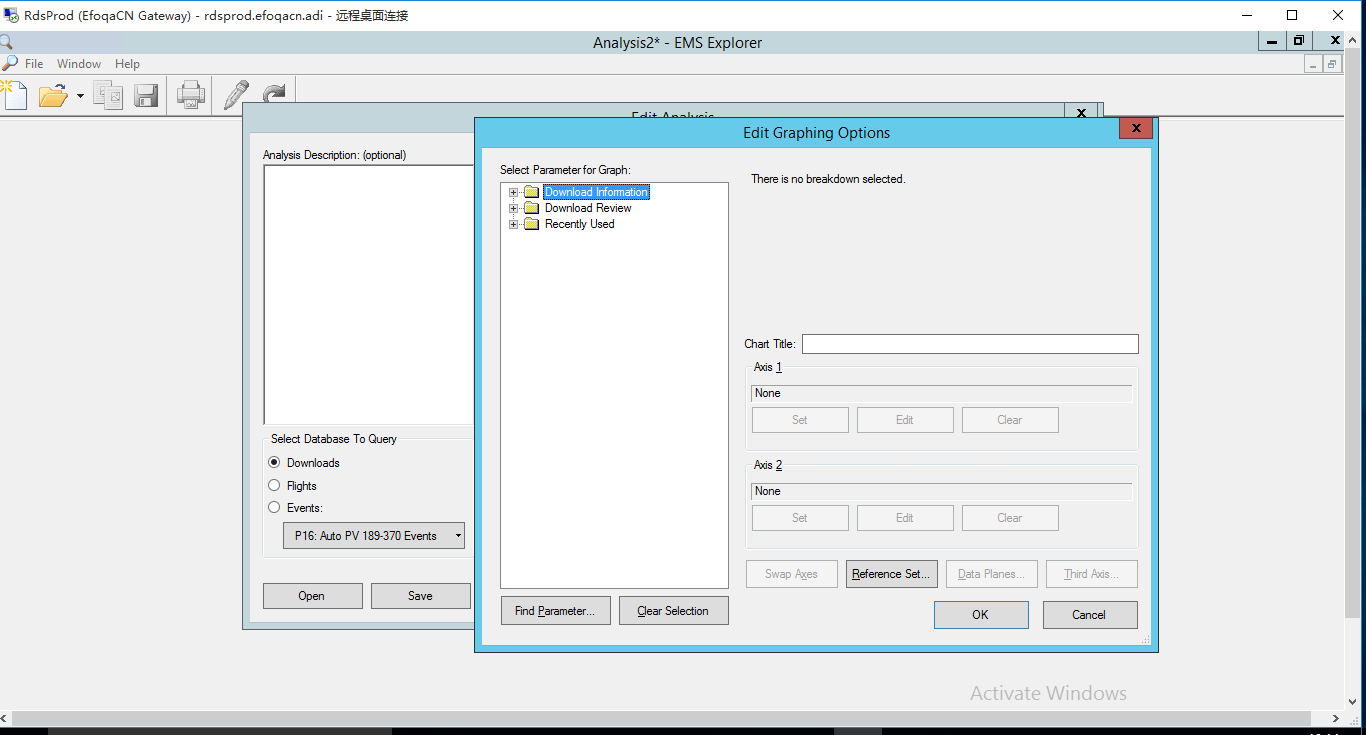 RdsProd (EfoqaCN Gateway) - rdsprod.efoqacn.adi - 远程桌面连接
Analysis2* - EMS Explorer
File Window Help
Edit Analysis
Edit Graphing Options
Analysis Description: (optional)
Select Database To Query
Downloads
Flights
Events:
P16: Auto PV 189-370 Events
Open Save
Select Parameter for Graph:
Download Information
Download Review
Recently Used
Find Parameter... Clear Selection
There is no breakdown selected.
Chart Title:
Axis 1
None
Set Edit Clear
Axis 2
None
Set Edit Clear
Swap Axes Reference Set... Data Planes... Third Axis...
OK Cancel
Activate Windows